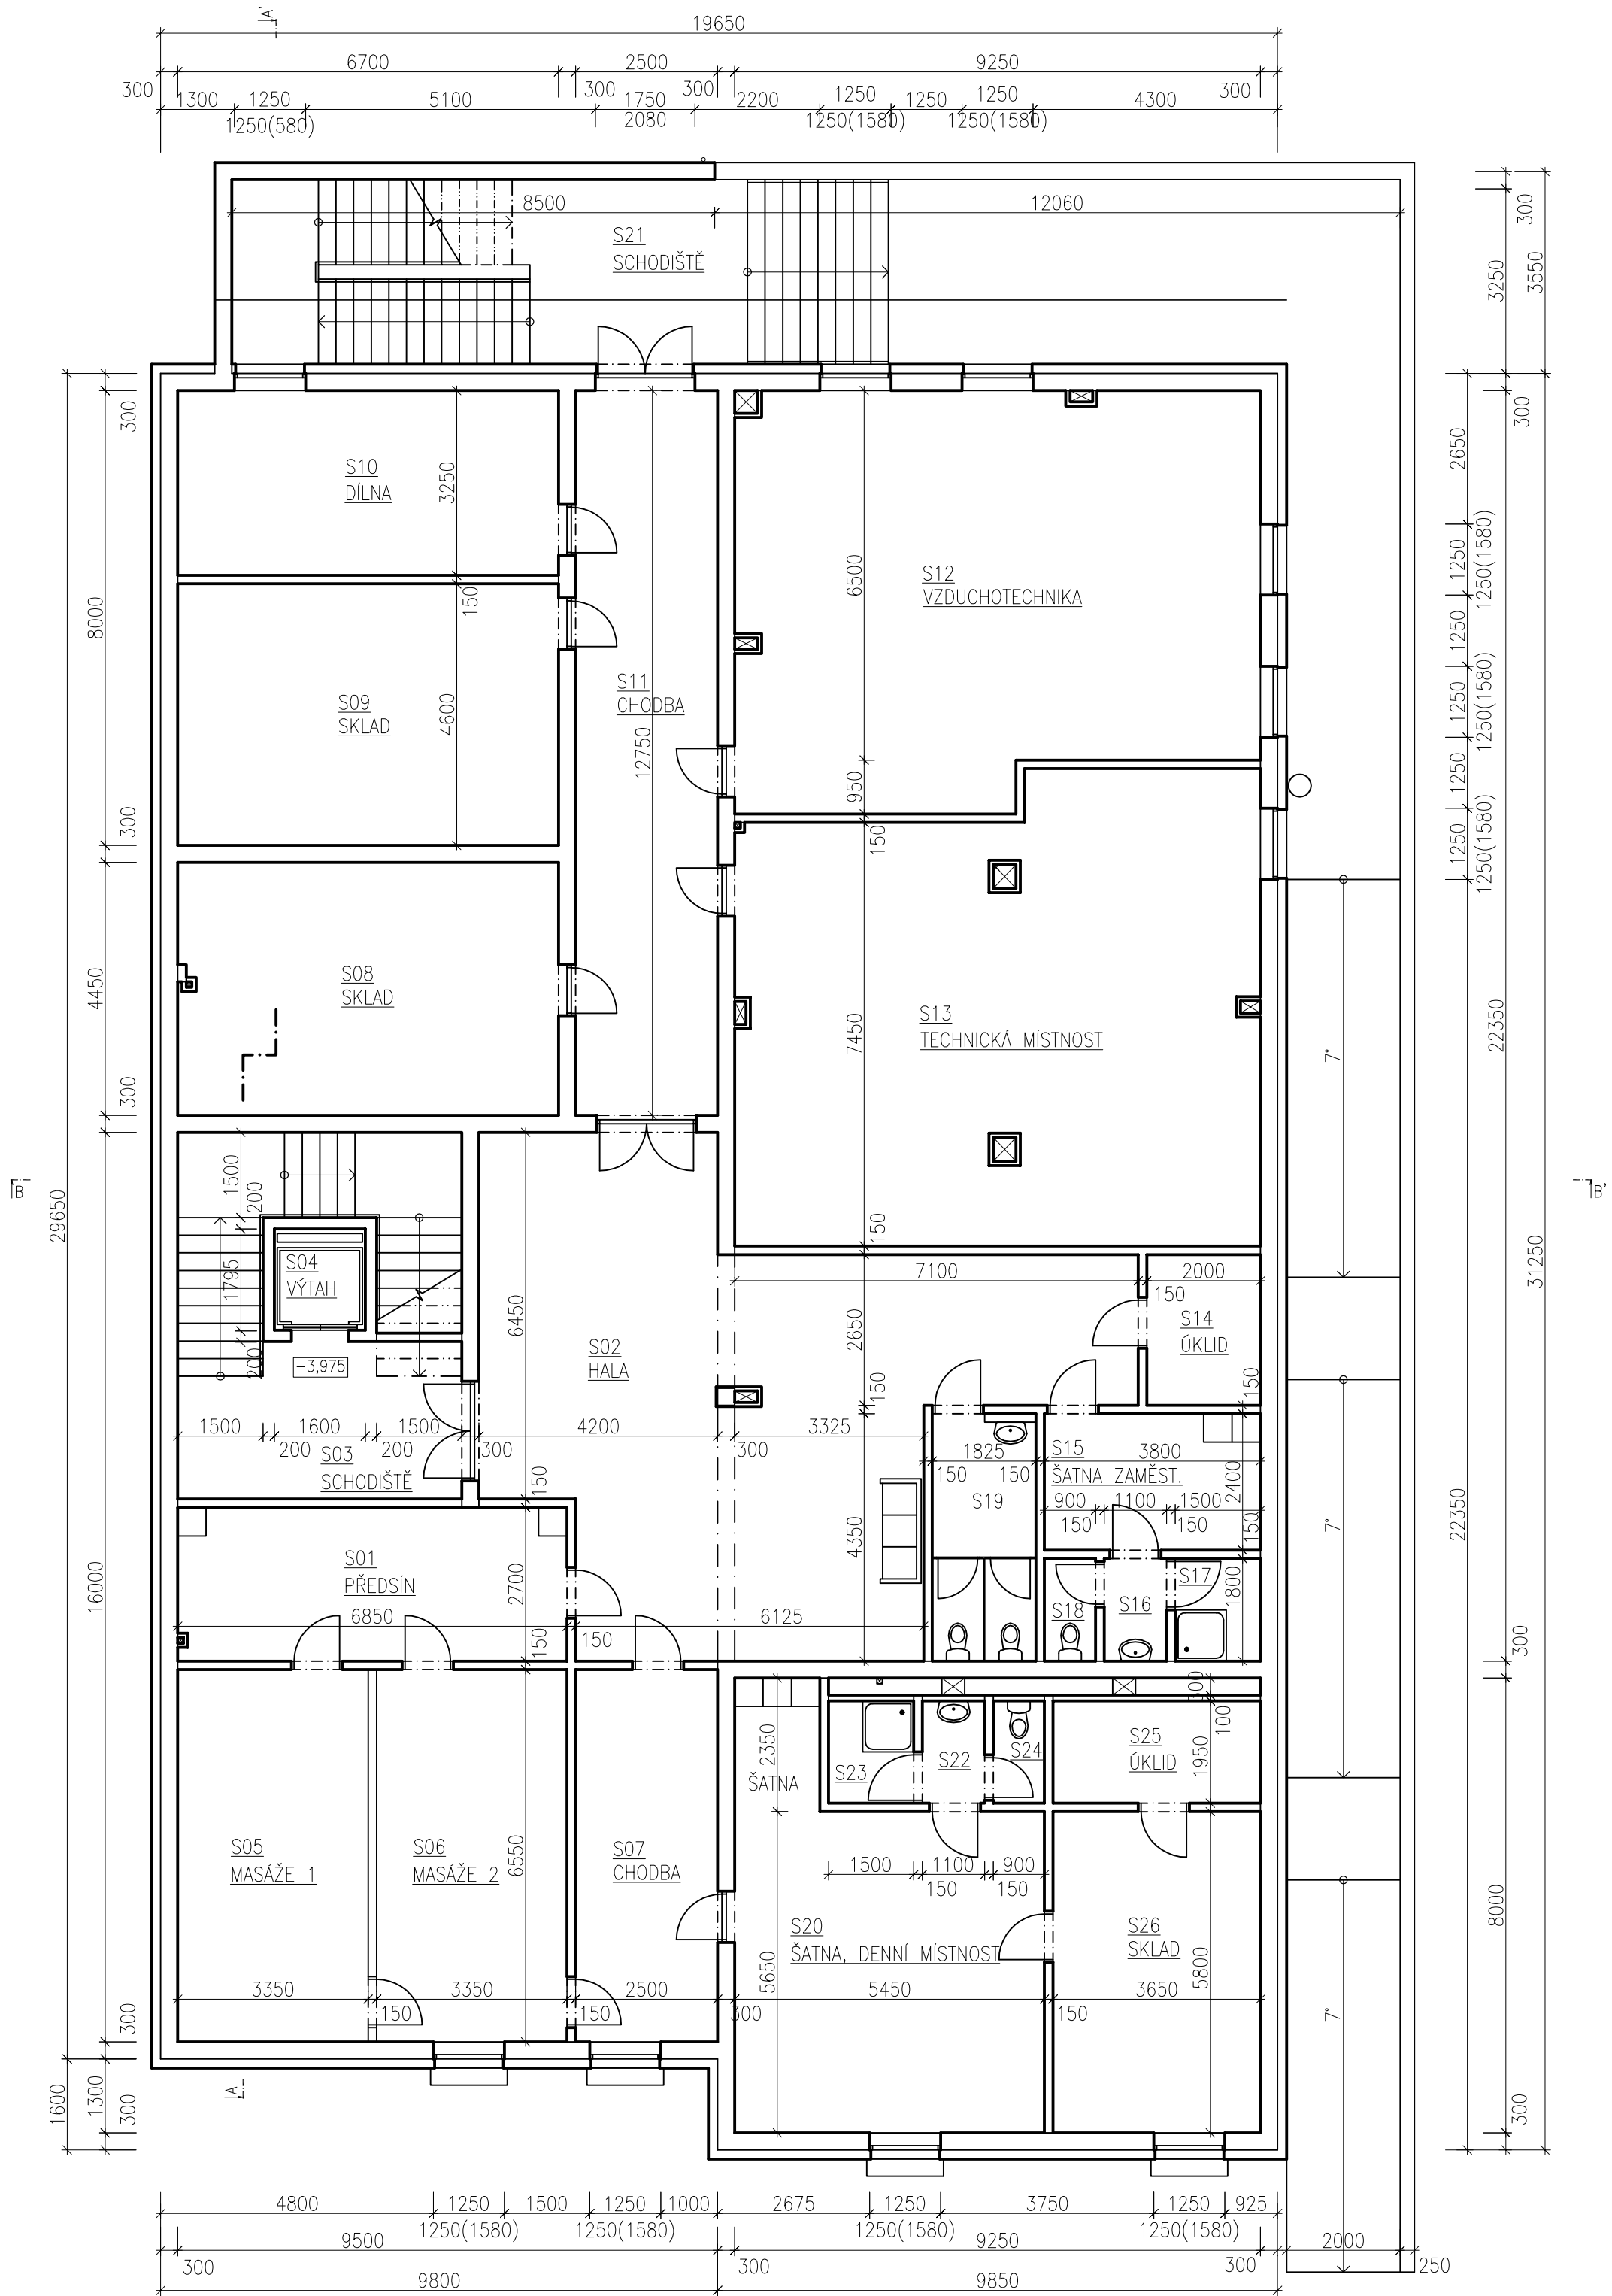 A'
19650
6700 2500 9250
300 300 300 300
1300 1250 5100 1750 2200 1250 1250 1250 4300
1250(580) 2080 1250(1580) 1250(1580)
8500 12060
S21
SCHODIŠTĚ
300
3250
3550
300
300
S10
DÍLNA
3250
2650
8000
150
6500
S12
VZDUCHOTECHNIKA
1250
1250(1580)
1250
S11
CHODBA
S09
SKLAD
4600
12750
1250
1250(1580)
1250
950
150
300
1250
1250(1580)
S08
SKLAD
4450
7450
S13
TECHNICKÁ MÍSTNOST
22350
7°
300
B
B'
1500
200
29650
150
7100 2000
150
S04
VÝTAH
1795
6450
2650
S14
ÚKLID
31250
S02
HALA
-3,975
200
150
150
1500 1600 1500 4200 3325
200 200 300 300
S03
SCHODIŠTĚ
1825
150 150
S15 3800
ŠATNA ZAMĚST.
2400
S19
900 1100 1500
150 150
150
4350
7°
22350
150
S01
PŘEDSÍN
2700
16000
S17
S18
S16
1800
6850 6125
150
150
300
300
100
2350
ŠATNA
S23
S22
S24
S25
ÚKLID
1950
S05
MASÁŽE 1
S06
MASÁŽE 2
6550
S07
CHODBA
1500 1100 900
150 150
S20
ŠATNA, DENNÍ MÍSTNOST
5650
S26
SKLAD
5800
8000
3350 3350 2500 5450 3650
150 150 300 150
7°
300
A
1600
1300
300
300
4800 1250 1500 1250 1000 2675 1250 3750 1250 925
1250(1580) 1250(1580) 1250(1580) 1250(1580)
9500 9250 2000
300 300 300 250
9800 9850